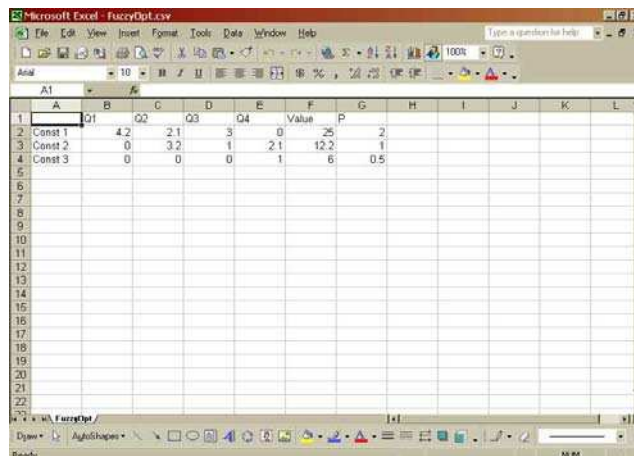 Microsoft Excel - FuzzyOpt.csv
File Edit View Insert Format Tools Data Window Help Type a question for help
100%
Arial 10 B I U
A1 fx
A B C D E F G H I J K L
1 Q1 Q2 Q3 Q4 Value P
2 Const 1 4.2 2.1 3 0 25 2
3 Const 2 0 3.2 1 2.1 12.2 1
4 Const 3 0 0 0 1 6 0.5
5
6
7
8
9
10
11
12
13
14
15
16
17
18
19
20
21
22
FuzzyOpt
Draw AutoShapes
Ready NUM